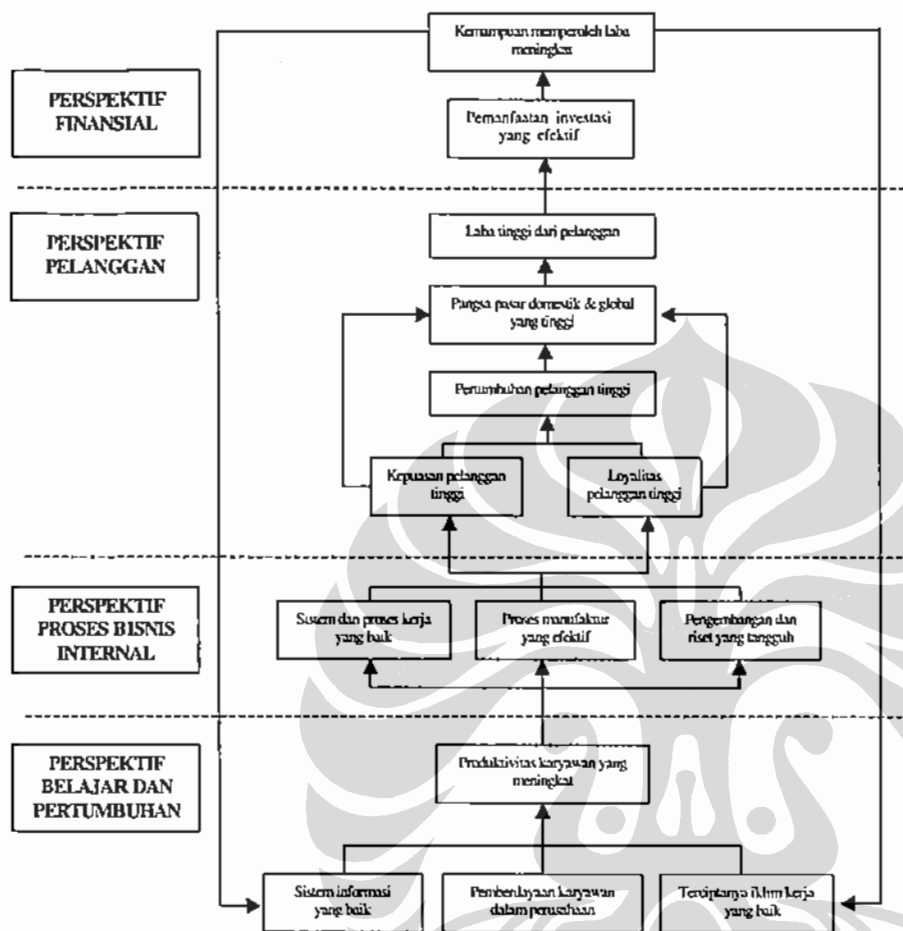 Kemampuan memperoleh laba
meningkat
PERSPEKTIF
FINANSIAL
Pemanfaatan investasi
yang efektif
PERSPEKTIF
PELANGGAN
Laba tinggi dari pelanggan
Pangsa pasar domestik & global
yang tinggi
Pertumbuhan pelanggan tinggi
Kepuasan pelanggan
tinggi
Loyalitas
pelanggan tinggi
PERSPEKTIF
PROSES BISNIS
INTERNAL
Sistem dan proses kerja
yang baik
Proses manufaktur
yang efektif
Pengembangan dan
riset yang tangguh
PERSPEKTIF
BELAJAR DAN
PERTUMBUHAN
Produktivitas karyawan yang
meningkat
Sistem informasi
yang baik
Pemberdayaan karyawan
dalam perusahaan
Terciptanya iklim kerja
yang baik